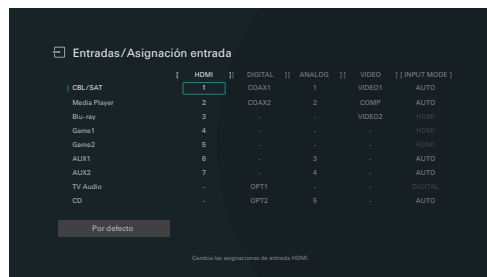 Entradas/Asignación entrada
[ HDMI ][ DIGITAL ][ ANALOG ][ VIDEO ][ INPUT MODE ]
CBL/SAT 1 COAX1 1 VIDEO1 AUTO
Media Player 2 COAX2 2 COMP AUTO
Blu-ray 3 - - VIDEO2 HDMI
Game1 4 - - - HDMI
Game2 5 - - - HDMI
AUX1 6 - 3 - AUTO
AUX2 7 - 4 - AUTO
TV Audio - OPT1 - - DIGITAL
CD - OPT2 5 - AUTO
Por defecto
Cambia las asignaciones de entrada HDMI.